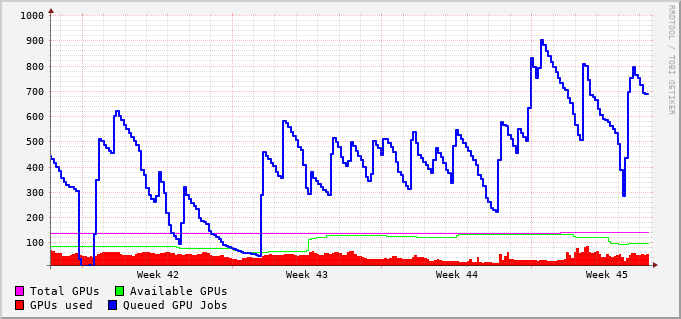 1000
900
800
700
600
500
400
300
200
100
Week 42 Week 43 Week 44 Week 45
Total GPUs Available GPUs
GPUs used Queued GPU Jobs
RRDTOOL / TOBI OETIKER